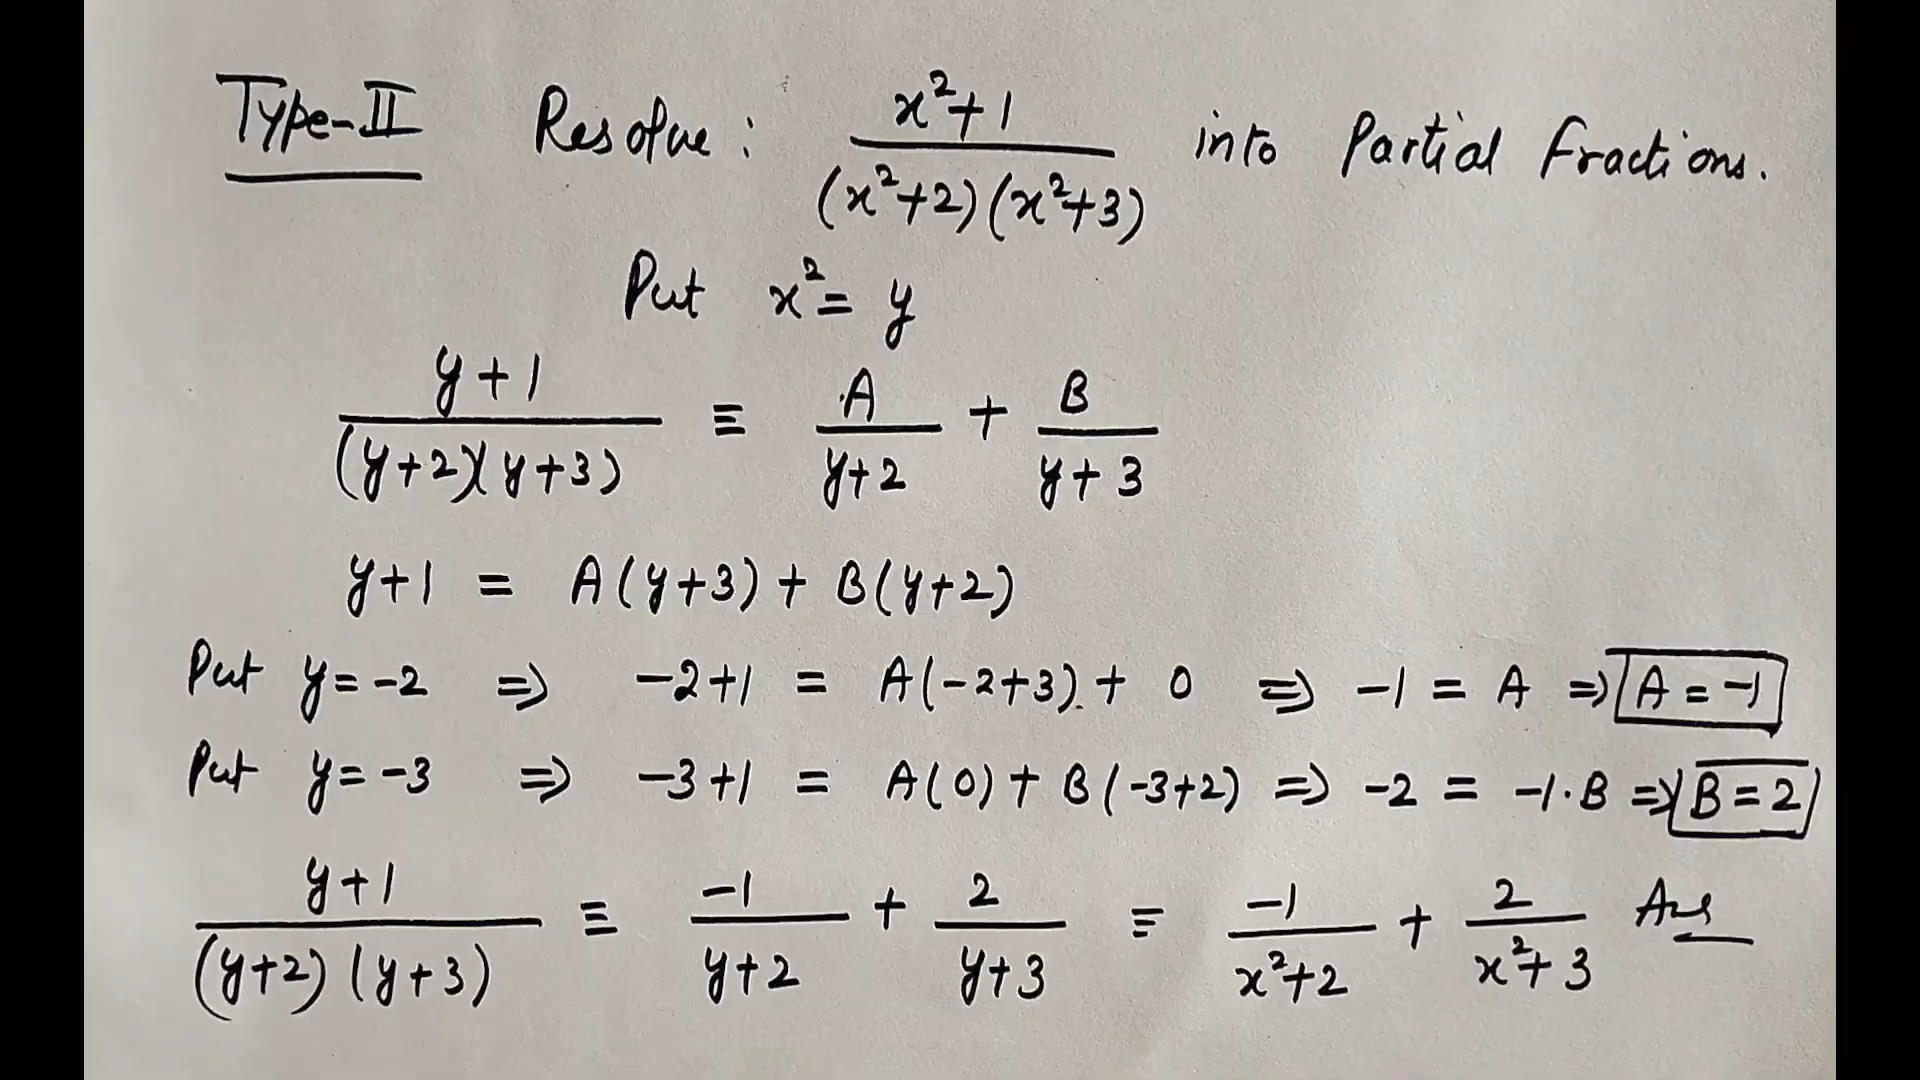 Type-II Resolve: x²+1 / (x²+2)(x²+3) into Partial Fractions.
Put x² = y
y+1 / (y+2)(y+3) ≡ A / y+2 + B / y+3
y+1 = A(y+3) + B(y+2)
Put y=-2 ⇒ -2+1 = A(-2+3) + 0 ⇒ -1 = A ⇒ A = -1
Put y=-3 ⇒ -3+1 = A(0) + B(-3+2) ⇒ -2 = -1·B ⇒ B = 2
y+1 / (y+2)(y+3) ≡ -1 / y+2 + 2 / y+3 ≡ -1 / x²+2 + 2 / x²+3 Ans